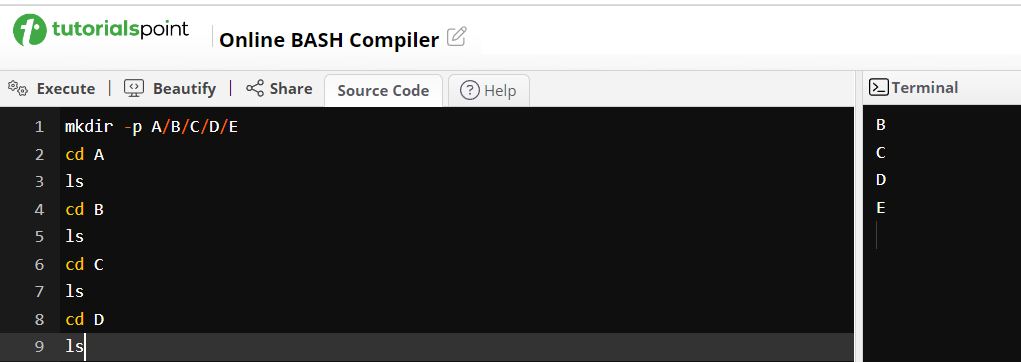 tutorialspoint
Online BASH Compiler
Execute | Beautify | Share Source Code Help
Terminal
1 mkdir -p A/B/C/D/E
2 cd A
3 ls
4 cd B
5 ls
6 cd C
7 ls
8 cd D
9 ls
B
C
D
E